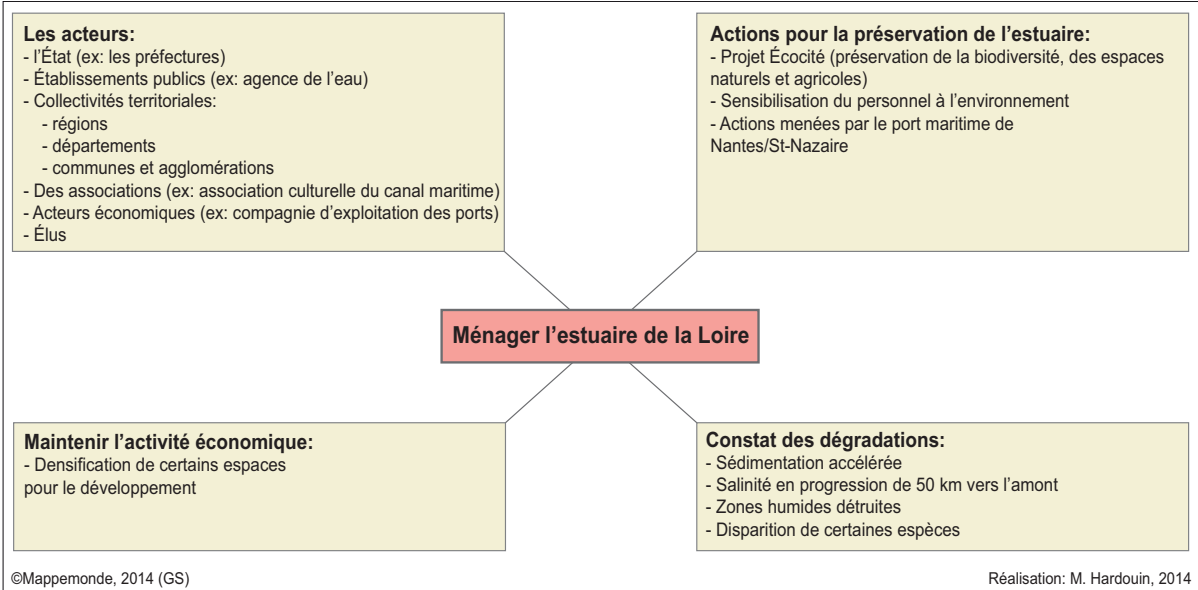 Les acteurs:
- l'État (ex: les préfectures)
- Établissements publics (ex: agence de l'eau)
- Collectivités territoriales:
- régions
- départements
- communes et agglomérations
- Des associations (ex: association culturelle du canal maritime)
- Acteurs économiques (ex: compagnie d'exploitation des ports)
- Élus
Actions pour la préservation de l'estuaire:
- Projet Écocité (préservation de la biodiversité, des espaces
naturels et agricoles)
- Sensibilisation du personnel à l'environnement
- Actions menées par le port maritime de
Nantes/St-Nazaire
Ménager l'estuaire de la Loire
Maintenir l'activité économique:
- Densification de certains espaces
pour le développement
Constat des dégradations:
- Sédimentation accélérée
- Salinité en progression de 50 km vers l'amont
- Zones humides détruites
- Disparition de certaines espèces
©Mappemonde, 2014 (GS)
Réalisation: M. Hardouin, 2014